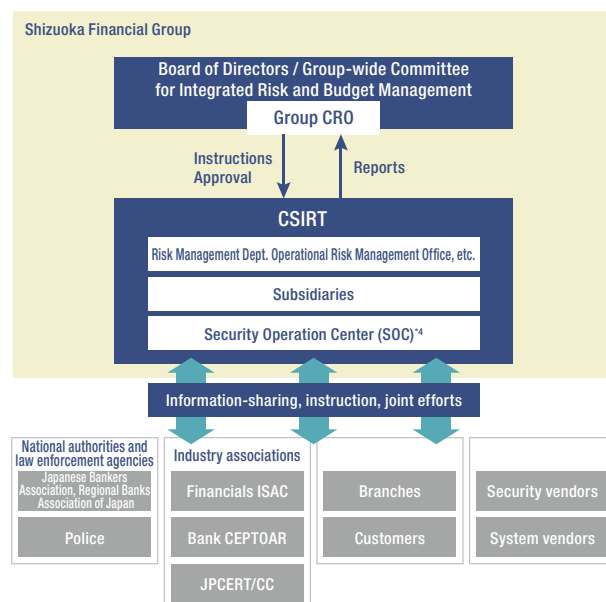 Shizuoka Financial Group
Board of Directors / Group-wide Committee
for Integrated Risk and Budget Management
Group CRO
Instructions
Approval
Reports
CSIRT
Risk Management Dept. Operational Risk Management Office, etc.
Subsidiaries
Security Operation Center (SOC)*4
Information-sharing, instruction, joint efforts
National authorities and
law enforcement agencies
Japanese Bankers
Association, Regional Banks
Association of Japan
Police
Industry associations
Financials ISAC
Bank CEPTOAR
JPCERT/CC
Branches
Customers
Security vendors
System vendors